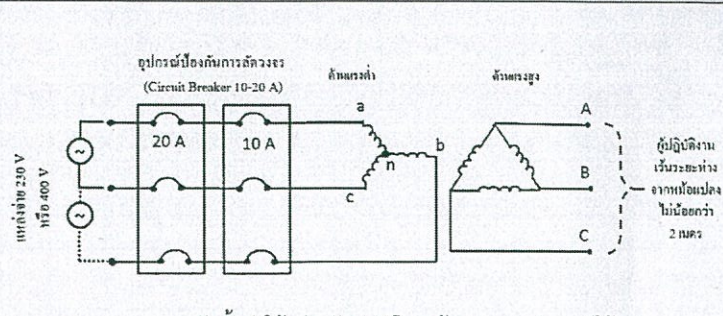 อุปกรณ์ป้องกันการลัดวงจร
(Circuit Breaker 10-20 A)
ด้านแรงต่ำ
ด้านแรงสูง
20 A
10 A
a
b
n
c
A
B
C
แหล่งจ่าย 230 V
หรือ 400 V
ผู้ปฏิบัติงาน
เว้นระยะห่าง
จากหม้อแปลง
ไม่น้อยกว่า
2 เมตร